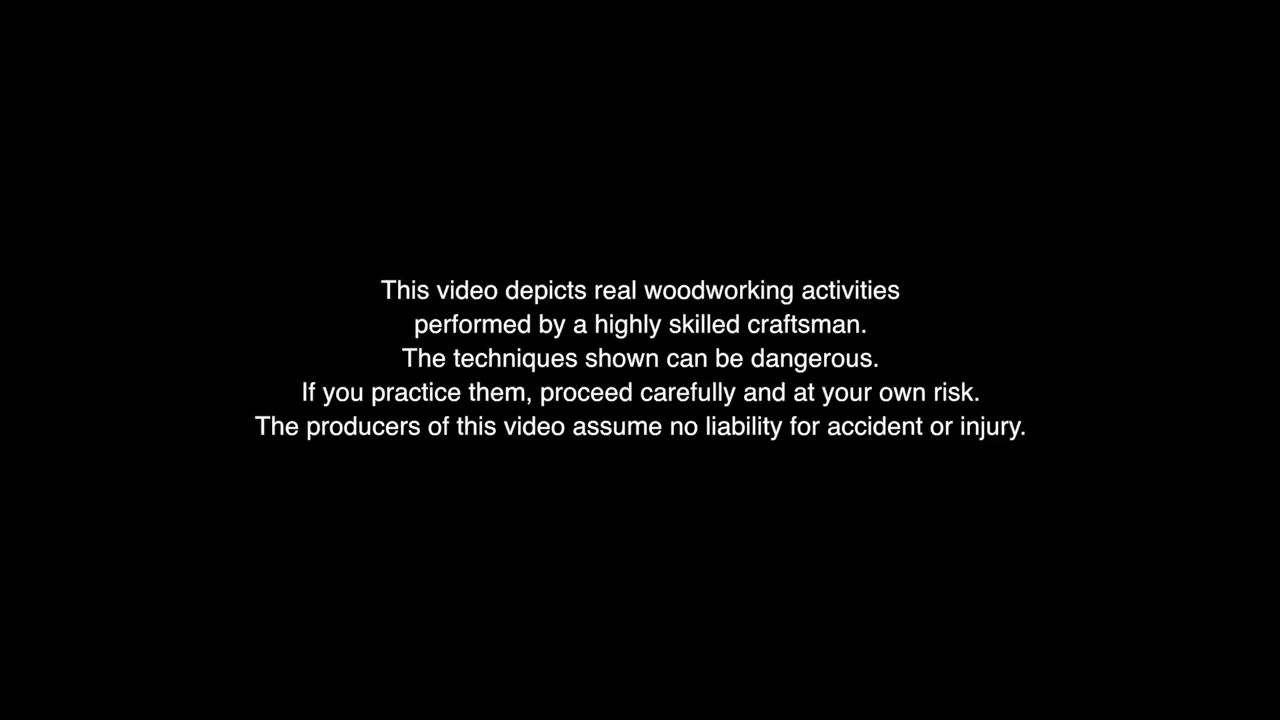 This video depicts real woodworking activities
performed by a highly skilled craftsman.
The techniques shown can be dangerous.
If you practice them, proceed carefully and at your own risk.
The producers of this video assume no liability for accident or injury.